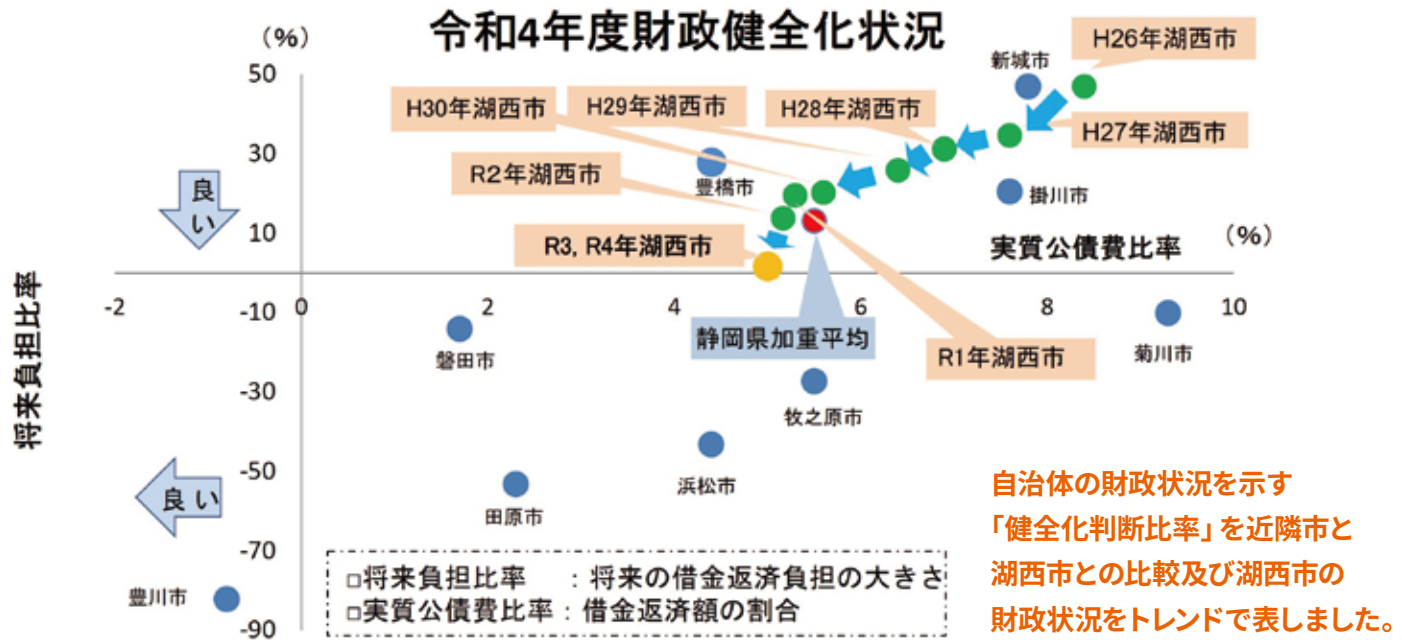 令和4年度財政健全化状況
（%）
50
30
10
-10
-30
-50
-70
-90
将来負担比率
良い
良い
-2
0
2
4
6
8
10
実質公債費比率
（%）
H26年湖西市
新城市
H30年湖西市
H29年湖西市
H28年湖西市
H27年湖西市
R２年湖西市
豊橋市
掛川市
R3, R4年湖西市
静岡県加重平均
R1年湖西市
磐田市
菊川市
牧之原市
浜松市
田原市
豊川市
□将来負担比率　：将来の借金返済負担の大きさ
□実質公債費比率：借金返済額の割合
自治体の財政状況を示す
「健全化判断比率」を近隣市と
湖西市との比較及び湖西市の
財政状況をトレンドで表しました。